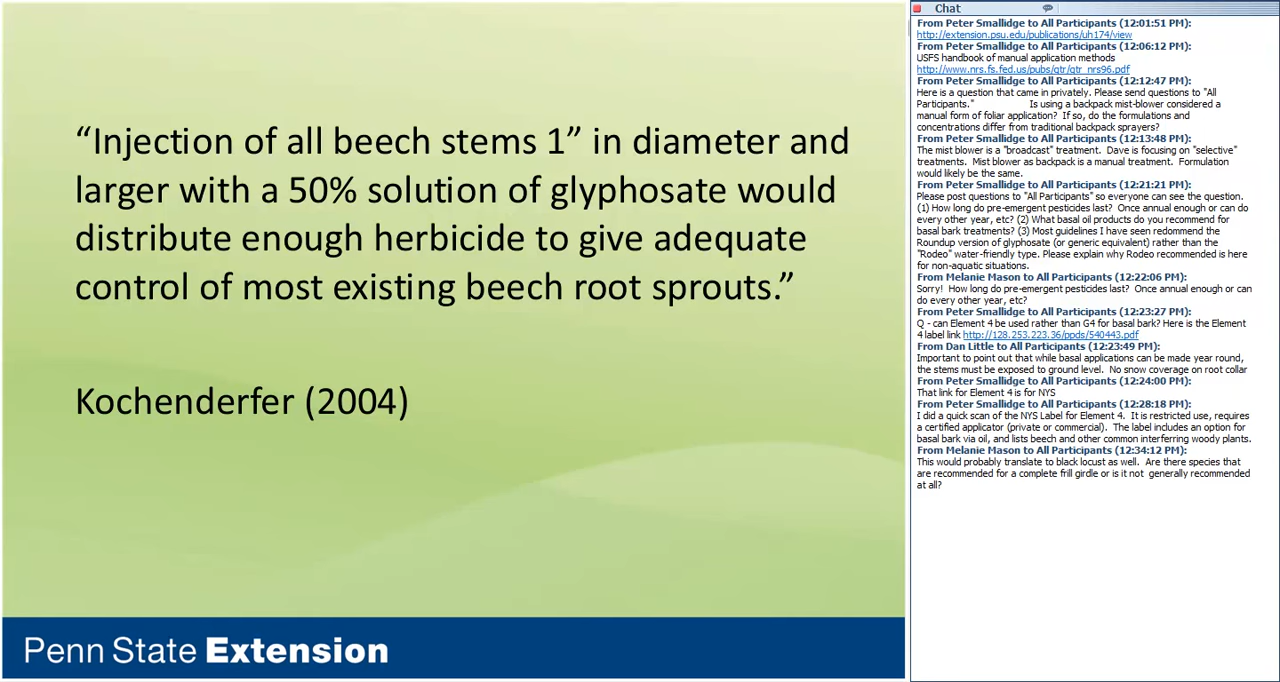 “Injection of all beech stems 1” in diameter and
larger with a 50% solution of glyphosate would
distribute enough herbicide to give adequate
control of most existing beech root sprouts.”
Kochenderfer (2004)
Penn State Extension
Chat
From Peter Smallidge to All Participants (12:01:51 PM):
http://extension.psu.edu/publications/uh174/view
From Peter Smallidge to All Participants (12:06:12 PM):
USFS handbook of manual application methods
http://www.nrs.fs.fed.us/pubs/gtr/gtr_nrs96.pdf
From Peter Smallidge to All Participants (12:12:47 PM):
Here is a question that came in privately. Please send questions to "All
Participants." Is using a backpack mist-blower considered a
manual form of foliar application? If so, do the formulations and
concentrations differ from traditional backpack sprayers?
From Peter Smallidge to All Participants (12:13:48 PM):
The mist blower is a "broadcast" treatment. Dave is focusing on "selective"
treatments. Mist blower as backpack is a manual treatment. Formulation
would likely be the same.
From Peter Smallidge to All Participants (12:21:21 PM):
Please post questions to "All Participants" so everyone can see the question.
(1) How long do pre-emergent pesticides last? Once annual enough or can do
every other year, etc? (2) What basal oil products do you recommend for
basal bark treatments? (3) Most guidelines I have seen redommend the
Roundup version of glyphosate (or generic equivalent) rather than the
"Rodeo" water-friendly type. Please explain why Rodeo recommended is here
for non-aquatic situations.
From Melanie Mason to All Participants (12:22:06 PM):
Sorry! How long do pre-emergent pesticides last? Once annual enough or can
do every other year, etc?
From Peter Smallidge to All Participants (12:23:27 PM):
Q - can Element 4 be used rather than G4 for basal bark? Here is the Element
4 label link http://128.253.223.36/ppds/540443.pdf
From Dan Little to All Participants (12:23:49 PM):
Important to point out that while basal applications can be made year round,
the stems must be exposed to ground level. No snow coverage on root collar
From Peter Smallidge to All Participants (12:24:00 PM):
That link for Element 4 is for NYS
From Peter Smallidge to All Participants (12:28:18 PM):
I did a quick scan of the NYS Label for Element 4. It is restricted use, requires
a certified applicator (private or commercial). The label includes an option for
basal bark via oil, and lists beech and other common interferring woody plants.
From Melanie Mason to All Participants (12:34:12 PM):
This would probably translate to black locust as well. Are there species that
are recommended for a complete frill girdle or is it not generally recommended
at all?